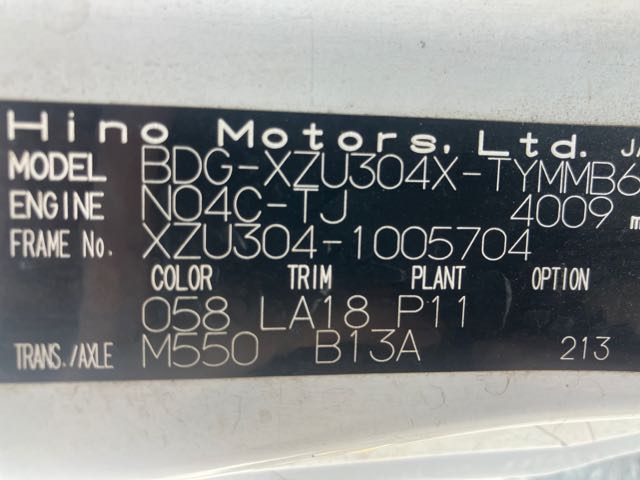 Hino Motors, Ltd. JA
MODEL BDG-XZU304X-TYMMB6
ENGINE N04C-TJ 4009 m
FRAME No. XZU304-1005704
COLOR TRIM PLANT OPTION
058 LA18 P11
TRANS./AXLE M550 B13A 213